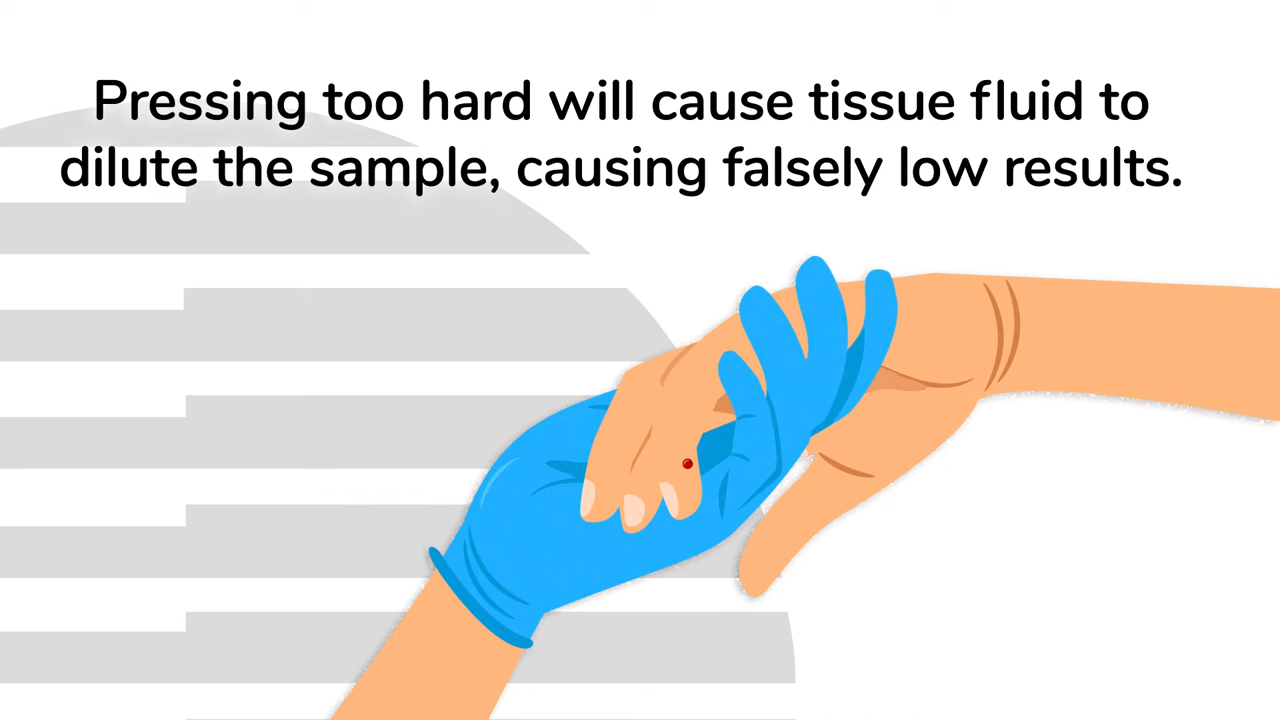 Pressing too hard will cause tissue fluid to
dilute the sample, causing falsely low results.